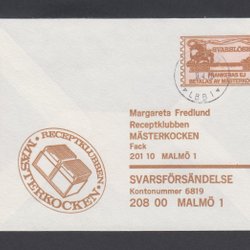 SVARSLÖSEN
FRANKERAS EJ
BETALAS AV MÄSTERKOCKEN
Margareta Fredlund
Receptklubben
MÄSTERKOCKEN
Fack
201 10 MALMÖ 1
SVARSFÖRSÄNDELSE
Kontonummer 6819
208 00 MALMÖ 1
RECEPTKLUBBEN
MÄSTERKOCKEN